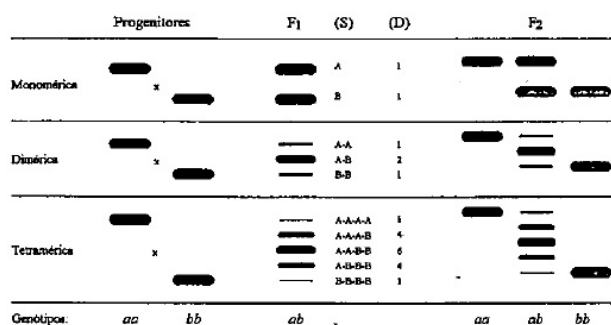 Progenitores F1 (S) (D) F2
A 1
Monomérica x
B 1
A-A 1
Dimérica x A-B 2
B-B 1
A-A-A-A 1
A-A-A-B 4
Tetramérica x A-A-B-B 6
A-B-B-B 4
B-B-B-B 1
Genótipos: aa bb ab aa ab bb